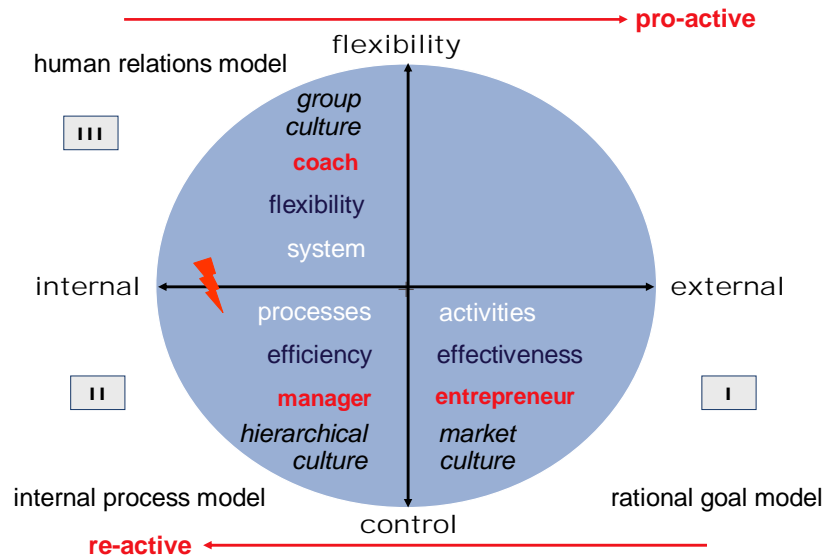 pro-active
flexibility
human relations model
group
culture
III
coach
flexibility
system
internal
external
processes
activities
efficiency
effectiveness
II
manager
entrepreneur
I
hierarchical
culture
market
culture
internal process model
rational goal model
control
re-active